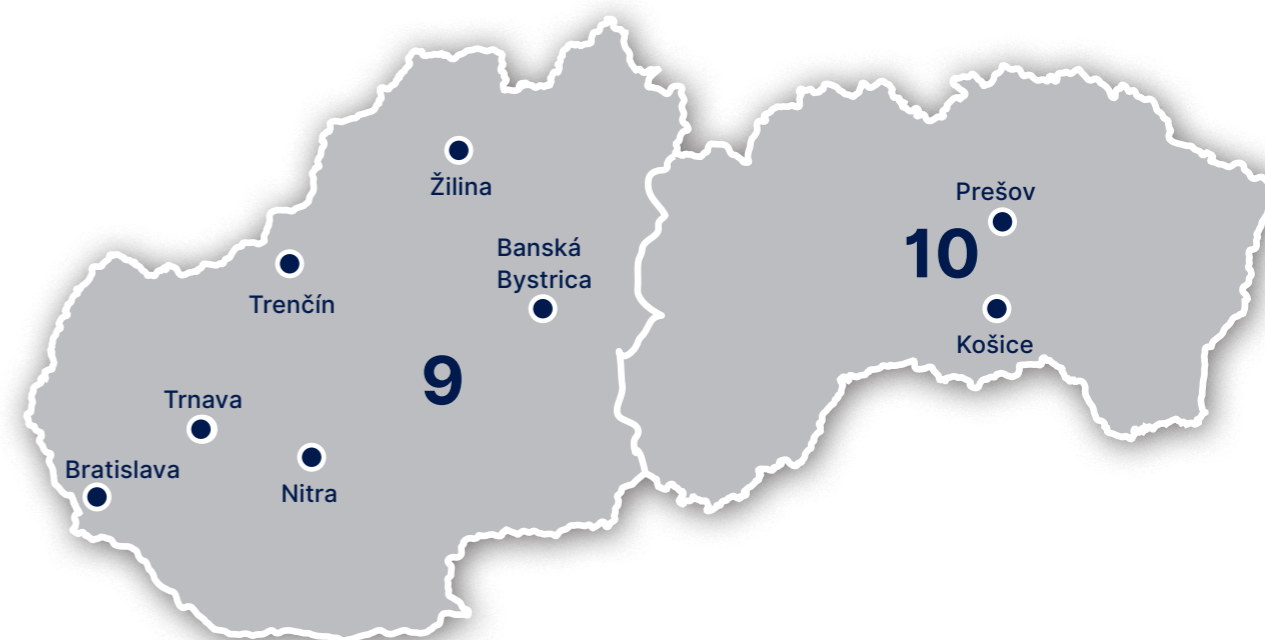 Žilina
Prešov
10
Banská
Bystrica
Trenčín
Košice
9
Trnava
Bratislava
Nitra